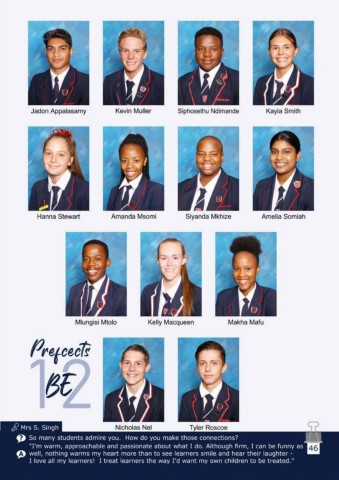 Jadon Appalasamy Kevin Muller Siphosethu Ndimande Kayla Smith
Hanna Stewart Amanda Msomi Siyanda Mkhize Amelia Somiah
Mlungisi Mtolo Kelly Macqueen Makha Mafu
Prefcects
12
BE
Nicholas Nel Tyler Roscoe
Mrs S. Singh
? So many students admire you. How do you make those connections?
"I'm warm, approachable and passionate about what I do. Although firm, I can be funny as
A well, nothing warms my heart more than to see learners smile and hear their laughter -
I love all my learners! I treat learners the way I'd want my own children to be treated."
46